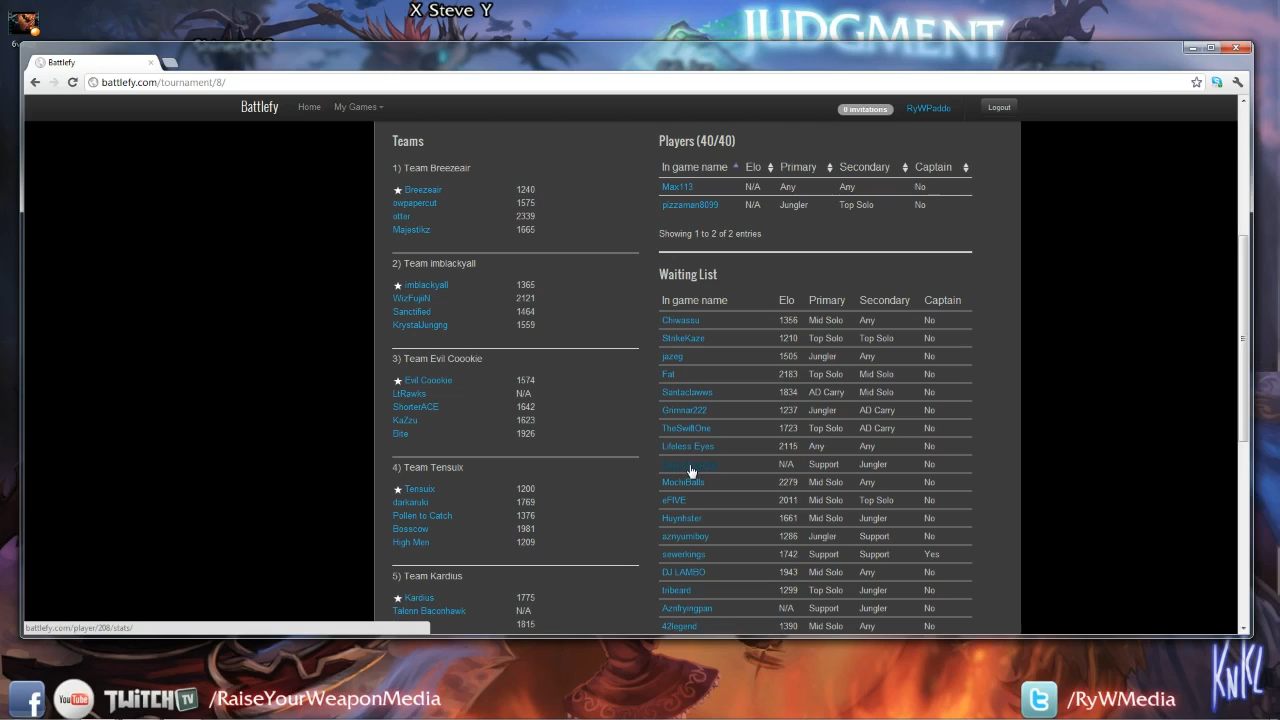 X Steve Y
JUDGMENT
Battlefy
battlefy.com/tournament/8/
Battlefy Home My Games 0 invitations RyWPaddo Logout
Teams
1) Team Breezeair
Breezeair 1240
owpapercut 1575
otter 2339
Majestikz 1665
2) Team imblackyall
imblackyall 1365
WizFujiiN 2121
Sanctified 1464
KrystalJungrig 1559
3) Team Evil Coookie
Evil Coookie 1574
LtRawks N/A
ShorterACE 1642
KaZzu 1623
Bite 1926
4) Team Tensuix
Tensuix 1200
darkaruki 1769
Pollen to Catch 1376
Bosscow 1981
High Men 1209
5) Team Kardius
Kardius 1775
Talonn Baconhawk N/A
1815
Players (40/40)
In game name Elo Primary Secondary Captain
Max113 N/A Any Any No
pizzaman8099 N/A Jungler Top Solo No
Showing 1 to 2 of 2 entries
Waiting List
In game name Elo Primary Secondary Captain
Chiwassu 1356 Mid Solo Any No
StrikeKaze 1210 Top Solo Top Solo No
jazeg 1505 Jungler Any No
Fat 2183 Top Solo Mid Solo No
Santaclawws 1834 AD Carry Mid Solo No
Grimnar222 1237 Jungler AD Carry No
TheSwiftOne 1723 Top Solo AD Carry No
Lifeless Eyes 2115 Any Any No
N/A Support Jungler No
MochiBalls 2279 Mid Solo Any No
eFIVE 2011 Mid Solo Top Solo No
Huynhster 1661 Mid Solo Jungler No
aznyumiboy 1286 Jungler Support No
sewerkings 1742 Support Support Yes
DJ LAMBO 1943 Mid Solo Any No
tribeard 1299 Top Solo Jungler No
Aznfryingpan N/A Support Jungler No
42legend 1390 Mid Solo Any No
battlefy.com/player/208/stats/
f You Tube TWITCH TV /RaiseYourWeaponMedia
t /RyWMedia
KNKL